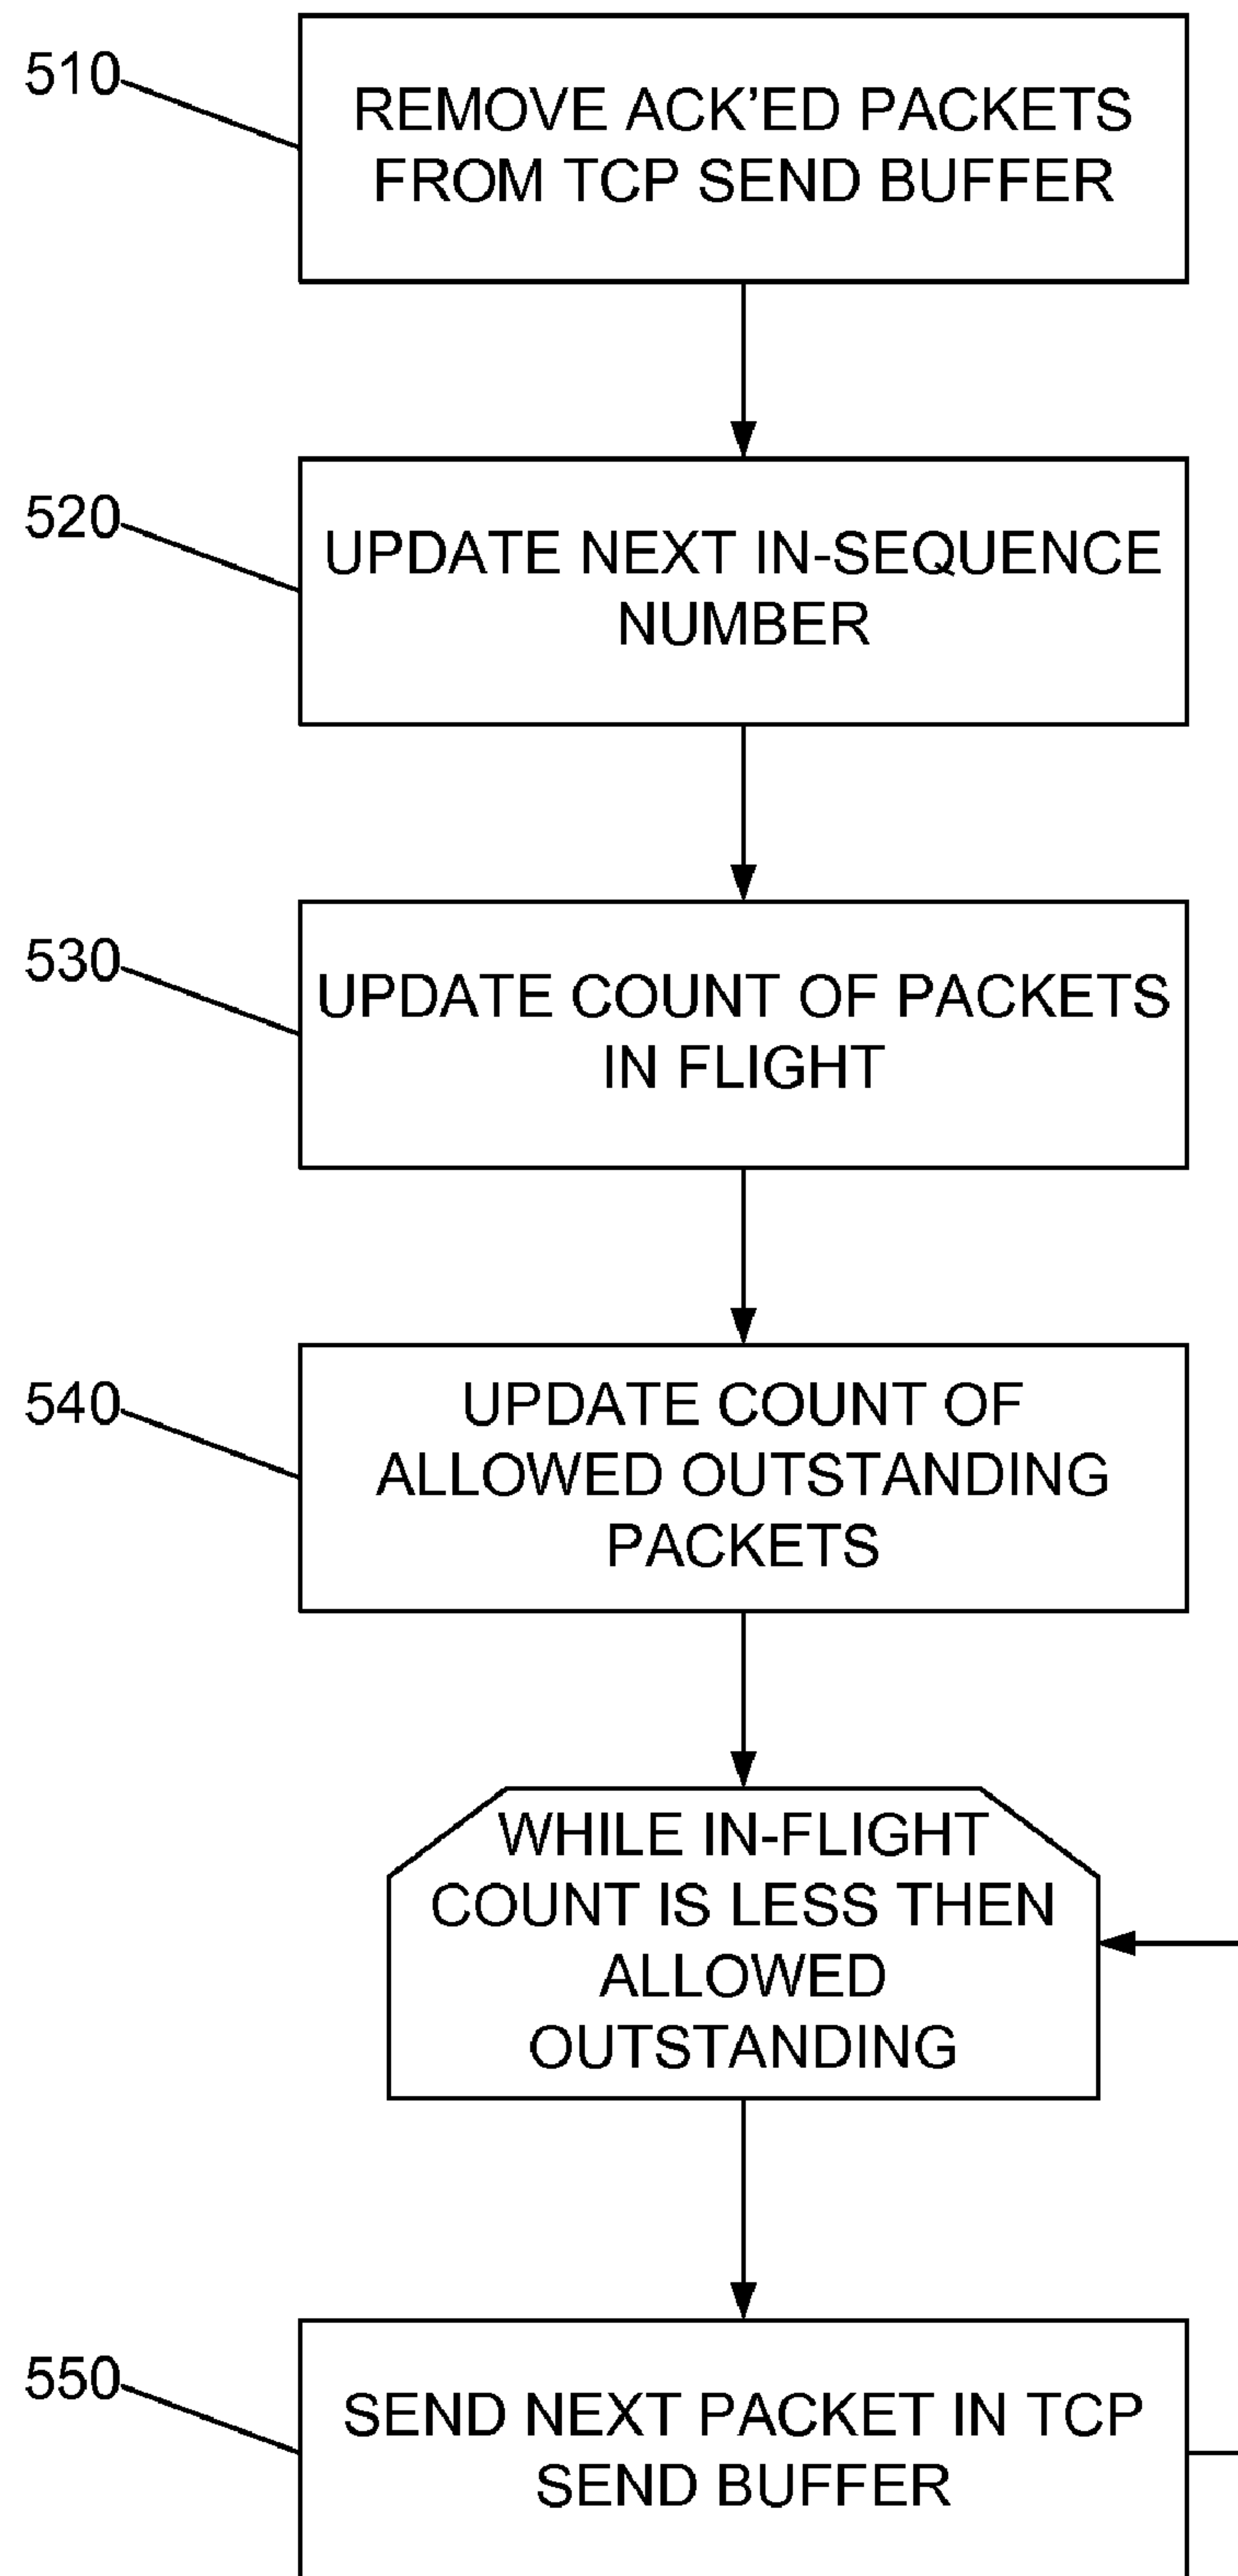 510
REMOVE ACK'ED PACKETS
FROM TCP SEND BUFFER
520
UPDATE NEXT IN-SEQUENCE
NUMBER
530
UPDATE COUNT OF PACKETS
IN FLIGHT
540
UPDATE COUNT OF
ALLOWED OUTSTANDING
PACKETS
WHILE IN-FLIGHT
COUNT IS LESS THEN
ALLOWED
OUTSTANDING
550
SEND NEXT PACKET IN TCP
SEND BUFFER